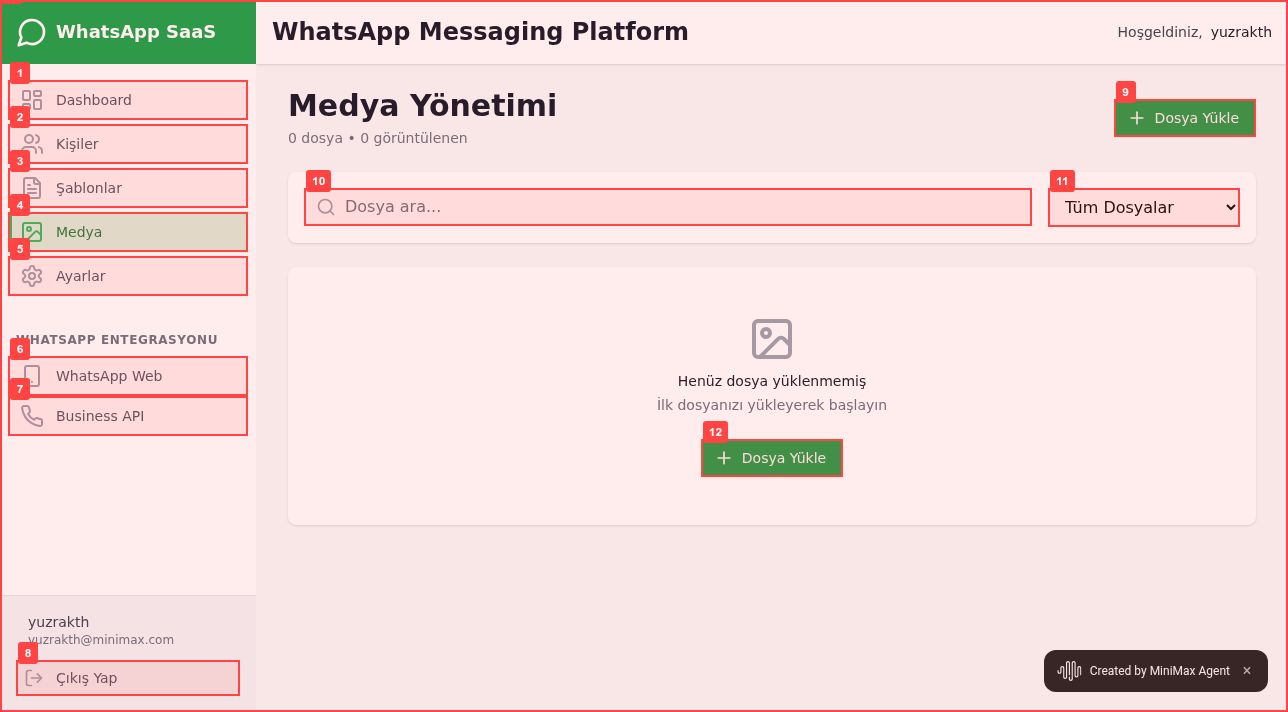 WhatsApp SaaS
WhatsApp Messaging Platform
Hoşgeldiniz, yuzrakth
1
Dashboard
2
Kişiler
3
Şablonlar
4
Medya
5
Ayarlar
WHATSAPP ENTEGRASYONU
6
WhatsApp Web
7
Business API
yuzrakth
yuzrakth@minimax.com
8
Çıkış Yap
Medya Yönetimi
0 dosya • 0 görüntülenen
9
Dosya Yükle
10
Dosya ara...
11
Tüm Dosyalar
Henüz dosya yüklenmemiş
İlk dosyanızı yükleyerek başlayın
12
Dosya Yükle
Created by MiniMax Agent ×